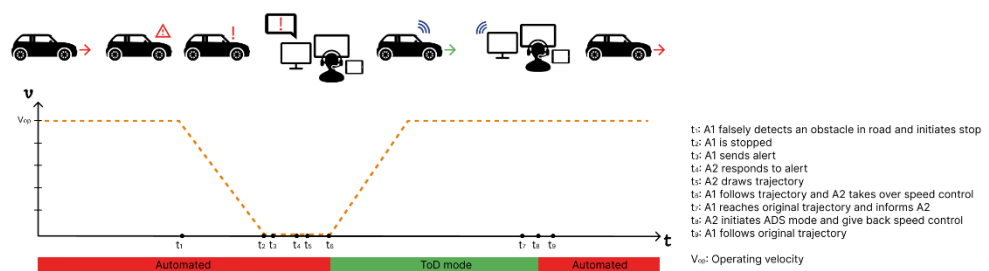 !
!
!
v
Vop
t
t₁ t₂ t₃ t₄ t₅ t₆ t₇ t₈ t₉
Automated ToD mode Automated
t₁: A1 falsely detects an obstacle in road and initiates stop
t₂: A1 is stopped
t₃: A1 sends alert
t₄: A2 responds to alert
t₅: A2 draws trajectory
t₆: A1 follows trajectory and A2 takes over speed control
t₇: A1 reaches original trajectory and informs A2
t₈: A2 initiates ADS mode and give back speed control
t₉: A1 follows original trajectory
Vop: Operating velocity